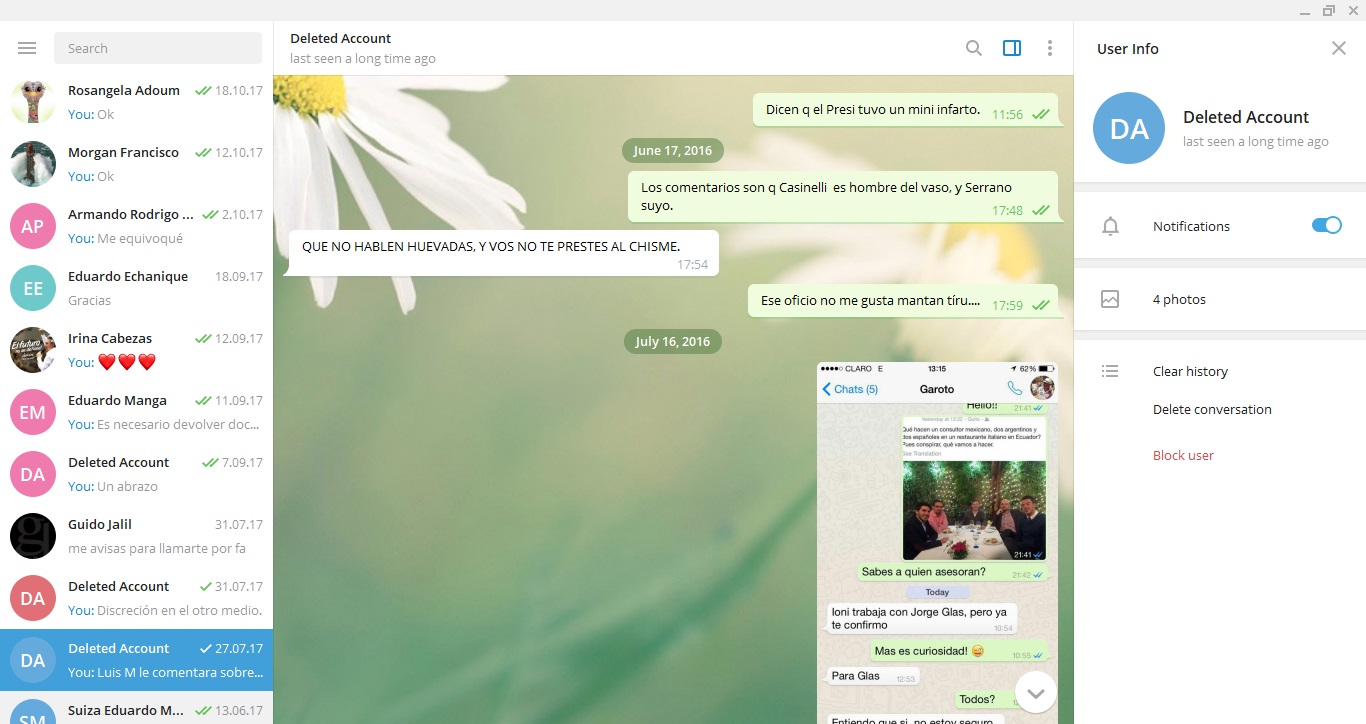 Search
Rosangela Adoum 18.10.17
You: Ok
Morgan Francisco 12.10.17
You: Ok
AP
Armando Rodrigo ... 2.10.17
You: Me equivoqué
EE
Eduardo Echanique 18.09.17
Gracias
El futuro
Irina Cabezas 12.09.17
You: ❤️❤️❤️
EM
Eduardo Manga 11.09.17
You: Es necesario devolver doc...
DA
Deleted Account 7.09.17
You: Un abrazo
g
Guido Jalil 31.07.17
me avisas para llamarte por fa
DA
Deleted Account 31.07.17
You: Discreción en el otro medio.
DA
Deleted Account 27.07.17
You: Luis M le comentara sobre...
SM
Suiza Eduardo M... 13.06.17
Deleted Account
last seen a long time ago
Dicen q el Presi tuvo un mini infarto. 11:56
June 17, 2016
Los comentarios son q Casinelli es hombre del vaso, y Serrano
suyo.
17:48
QUE NO HABLEN HUEVADAS, Y VOS NO TE PRESTES AL CHISME.
17:54
Ese oficio no me gusta mantan tíru.... 17:59
July 16, 2016
CLARO E 13:15 62%
Chats (5) Garoto
Hello!! 21:41
Yesterday at 13:22 · Quito ·
Qué hacen un consultor mexicano, dos argentinos y
dos españoles en un restaurante italiano en Ecuador?
Pues conspirar, qué vamos a hacer.
See Translation
21:41
Sabes a quien asesoran? 21:42
Today
Ioni trabaja con Jorge Glas, pero ya
te confirmo 10:54
Mas es curiosidad! 😜 10:55
Para Glas 12:53
Todos?
Entiendo que si, no estoy seguro
User Info
DA
Deleted Account
last seen a long time ago
Notifications
4 photos
Clear history
Delete conversation
Block user